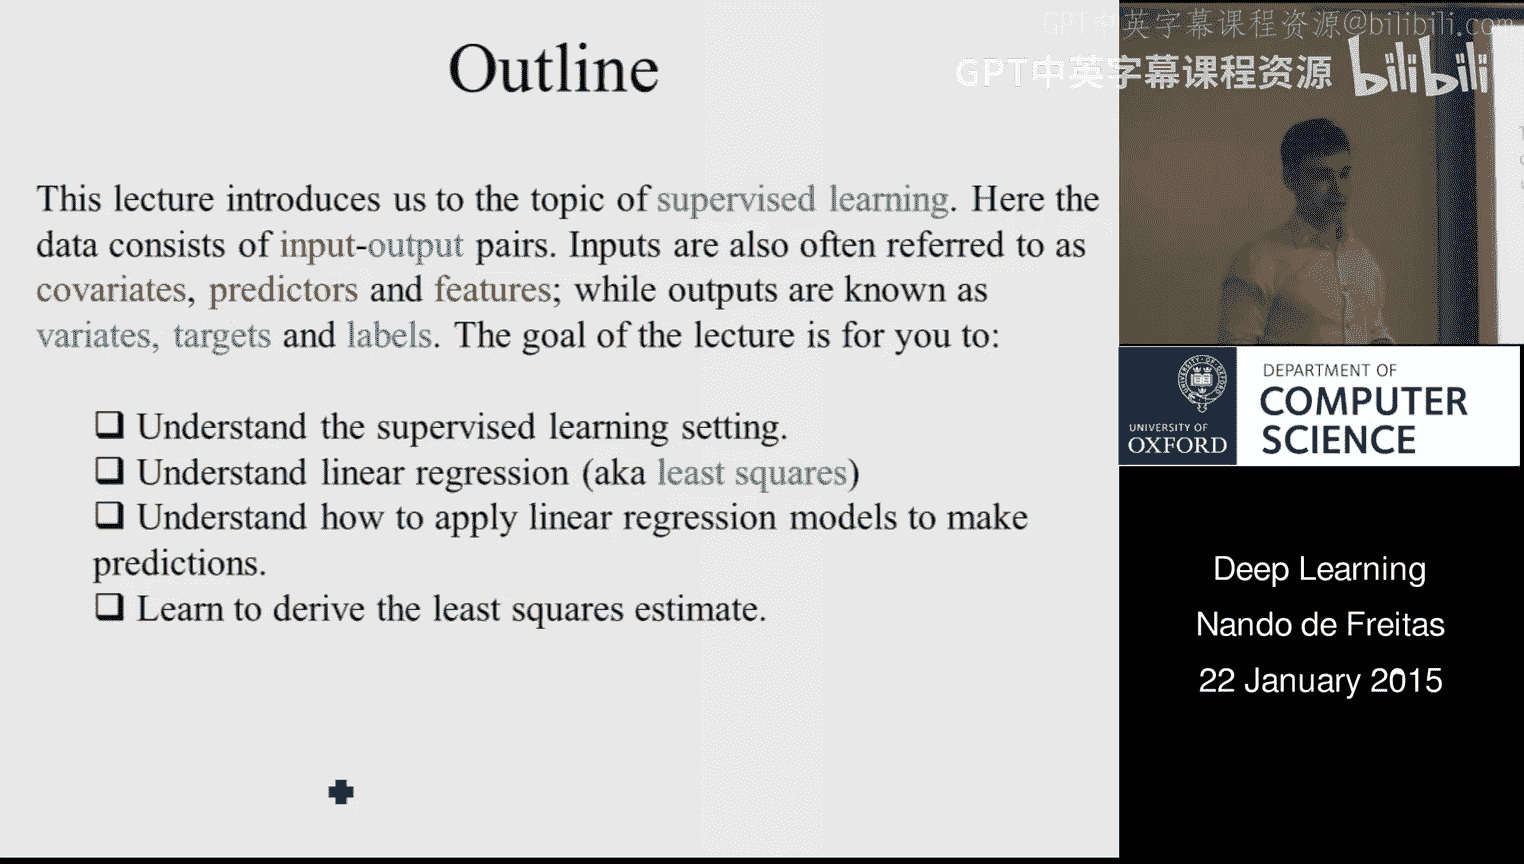 GPT中英字幕课程资源@bilibili.com
GPT中英字幕课程资源 bilibili
Outline
This lecture introduces us to the topic of supervised learning. Here the
data consists of input-output pairs. Inputs are also often referred to as
covariates, predictors and features; while outputs are known as
variates, targets and labels. The goal of the lecture is for you to:
❑ Understand the supervised learning setting.
❑ Understand linear regression (aka least squares)
❑ Understand how to apply linear regression models to make
predictions.
❑ Learn to derive the least squares estimate.
UNIVERSITY OF
OXFORD
DEPARTMENT OF
COMPUTER
SCIENCE
Deep Learning
Nando de Freitas
22 January 2015